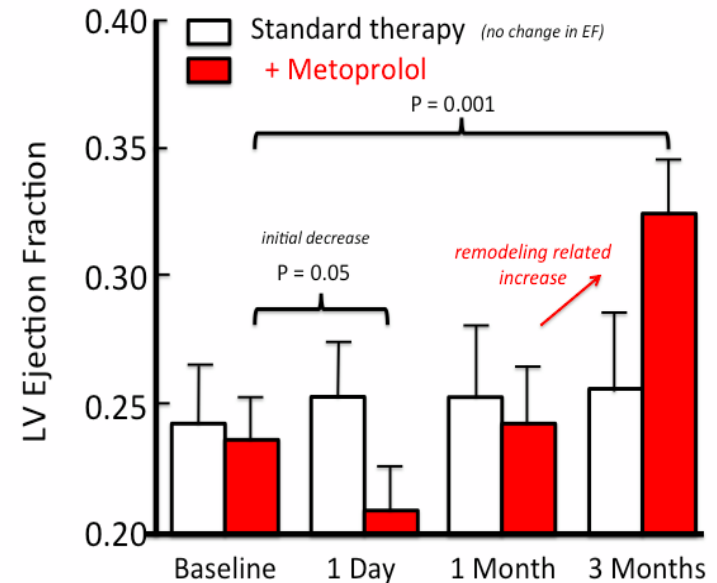 0.40
Standard therapy (no change in EF)
+ Metoprolol
P = 0.001
0.35
LV Ejection Fraction
initial decrease
P = 0.05
remodeling related
increase
0.30
0.25
0.20
Baseline 1 Day 1 Month 3 Months